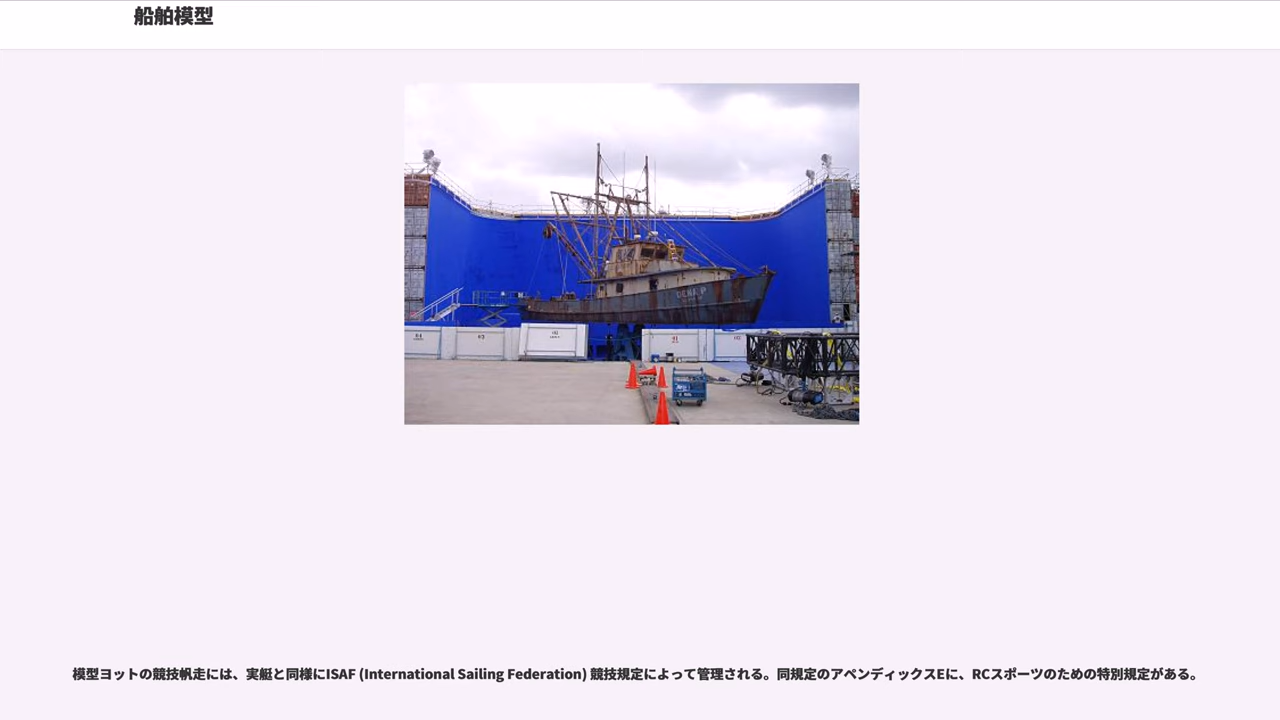 船舶模型
DENA P
模型ヨットの競技帆走には、実艇と同様にISAF (International Sailing Federation) 競技規定によって管理される。同規定のアペンディックスEに、RCスポーツのための特別規定がある。